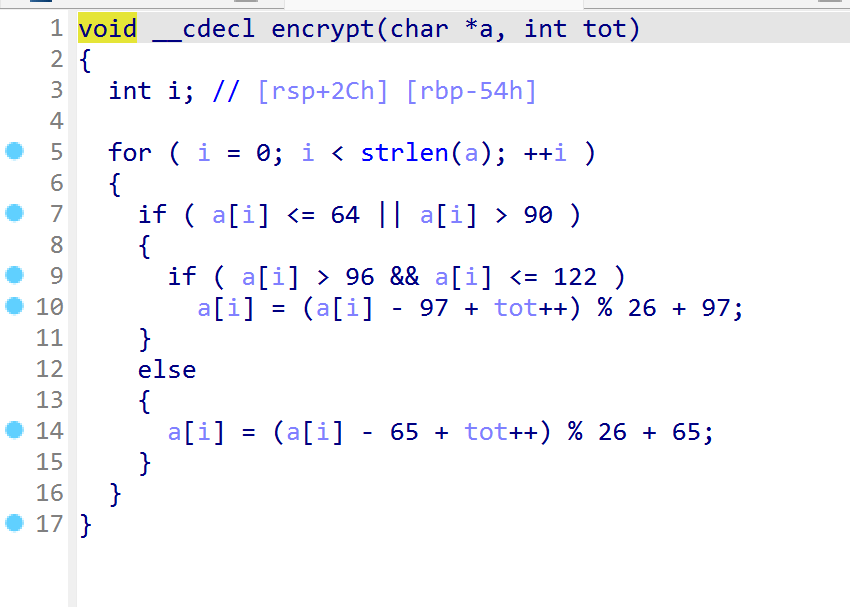 1 void __cdecl encrypt(char *a, int tot)
2 {
3   int i; // [rsp+2Ch] [rbp-54h]
4
5   for ( i = 0; i < strlen(a); ++i )
6   {
7     if ( a[i] <= 64 || a[i] > 90 )
8     {
9       if ( a[i] > 96 && a[i] <= 122 )
10         a[i] = (a[i] - 97 + tot++) % 26 + 97;
11     }
12     else
13     {
14       a[i] = (a[i] - 65 + tot++) % 26 + 65;
15     }
16   }
17 }